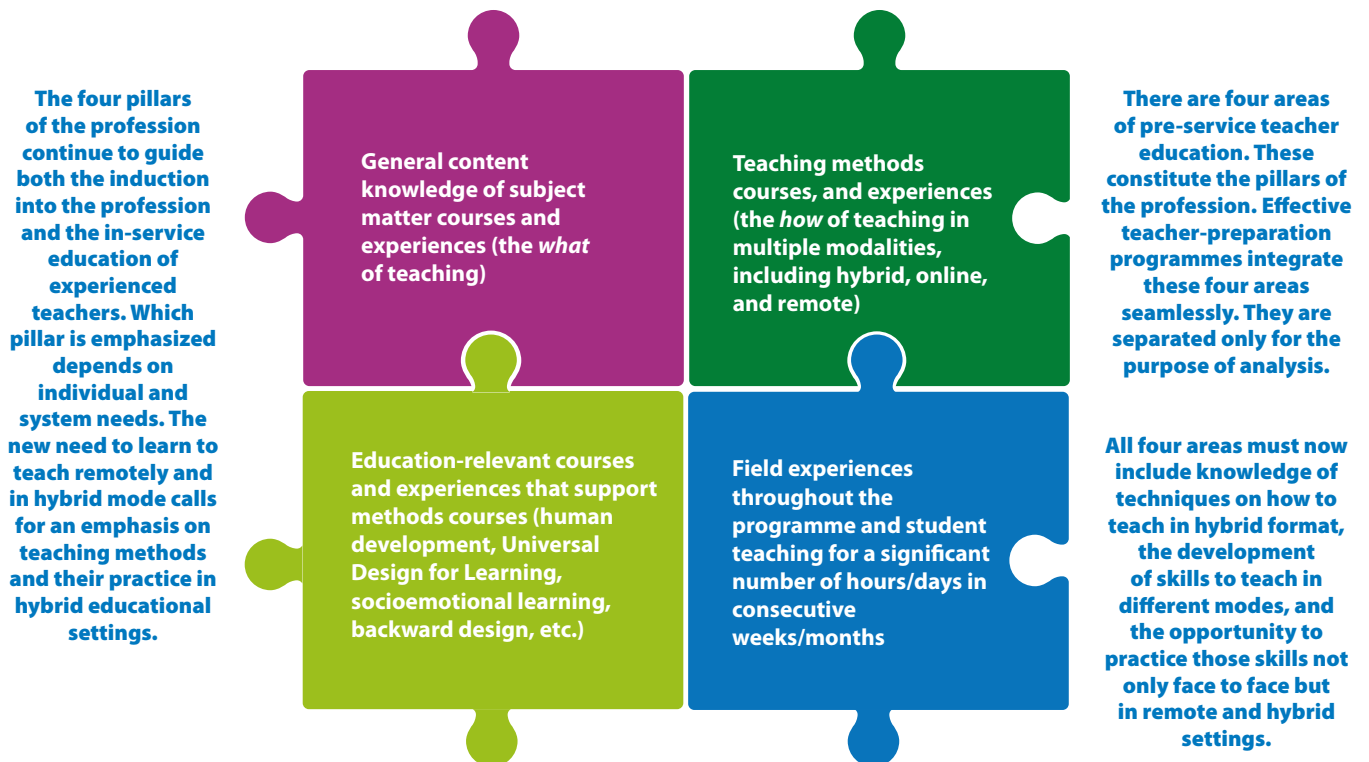 The four pillars
of the profession
continue to guide
both the induction
into the profession
and the in-service
education of
experienced
teachers. Which
pillar is emphasized
depends on
individual and
system needs. The
new need to learn to
teach remotely and
in hybrid mode calls
for an emphasis on
teaching methods
and their practice in
hybrid educational
settings.
General content
knowledge of subject
matter courses and
experiences (the what
of teaching)
Teaching methods
courses, and experiences
(the how of teaching in
multiple modalities,
including hybrid, online,
and remote)
Education-relevant courses
and experiences that support
methods courses (human
development, Universal
Design for Learning,
socioemotional learning,
backward design, etc.)
Field experiences
throughout the
programme and student
teaching for a significant
number of hours/days in
consecutive
weeks/months
There are four areas
of pre-service teacher
education. These
constitute the pillars of
the profession. Effective
teacher-preparation
programmes integrate
these four areas
seamlessly. They are
separated only for the
purpose of analysis.
All four areas must now
include knowledge of
techniques on how to
teach in hybrid format,
the development
of skills to teach in
different modes, and
the opportunity to
practice those skills not
only face to face but
in remote and hybrid
settings.